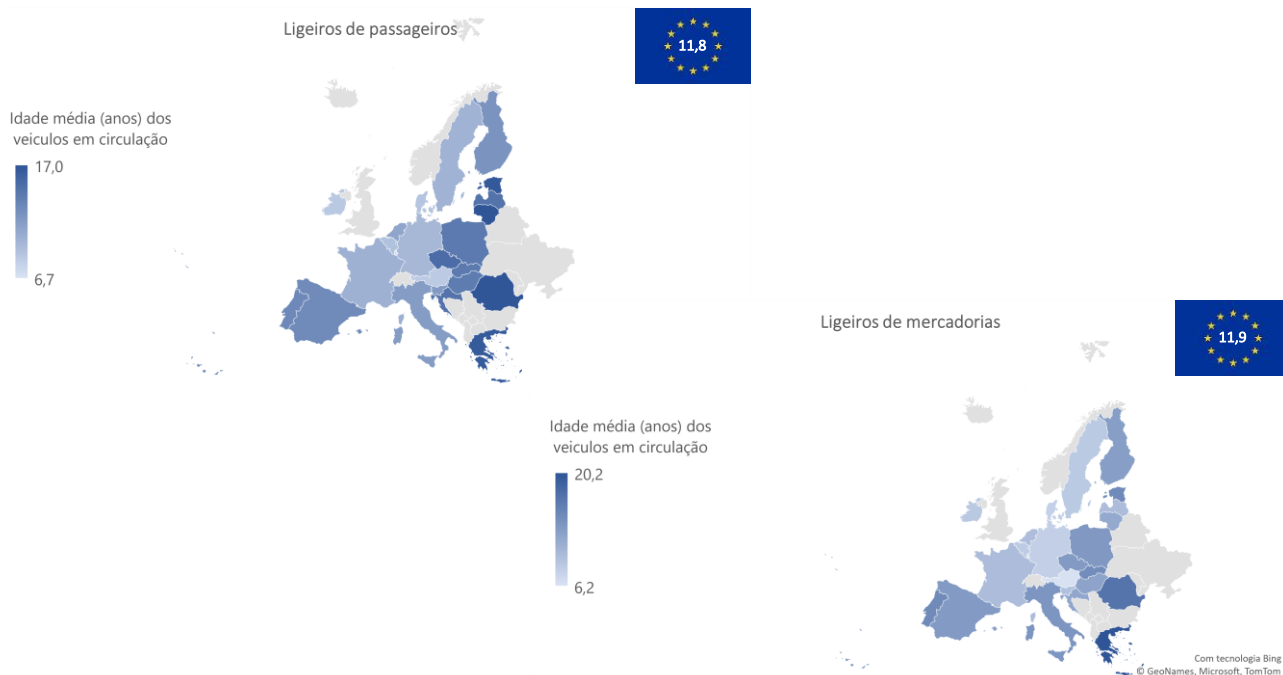 Ligeiros de passageiros
11,8
Idade média (anos) dos
veiculos em circulação
17,0
6,7
Ligeiros de mercadorias
11,9
Idade média (anos) dos
veiculos em circulação
20,2
6,2
Com tecnologia Bing
© GeoNames, Microsoft, TomTom